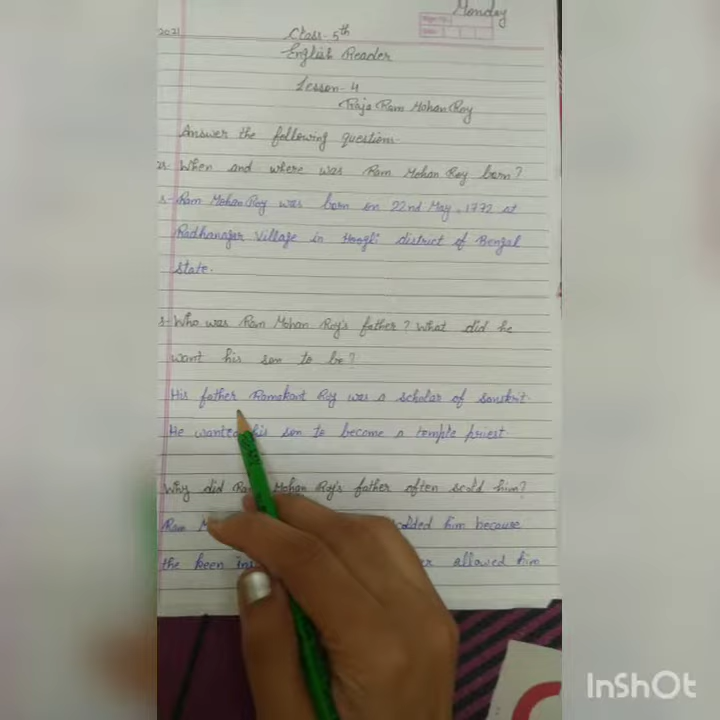 Monday
2021
Class-5th
English Reader
Lesson-4
Raja Ram Mohan Roy
Answer the following question.
When and where was Ram Mohan Roy born?
Ram Mohan Roy was born on 22nd May, 1772 at
Radhanagar Village in Hoogli district of Bengal
state.
Who was Ram Mohan Roy's father? What did he
want his son to be?
His father Ramakant Roy was a scholar of sanskrit.
He wanted his son to become a temple priest.
Why did Ram Mohan Roy's father often scold him?
Ram him because
the keen allowed him
InShOt